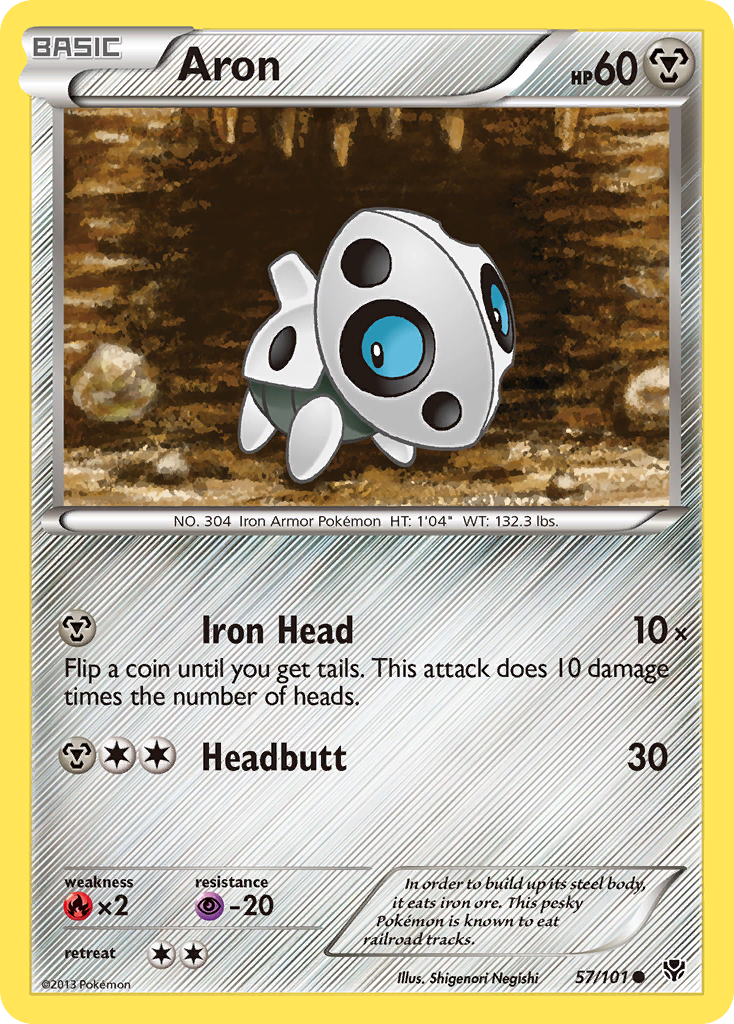 BASIC
Aron
HP60
NO. 304 Iron Armor Pokémon HT: 1'04" WT: 132.3 lbs.
Iron Head 10×
Flip a coin until you get tails. This attack does 10 damage
times the number of heads.
Headbutt 30
weakness resistance
×2 -20
In order to build up its steel body,
it eats iron ore. This pesky
Pokémon is known to eat
railroad tracks.
retreat
©2013 Pokémon
Illus. Shigenori Negishi
57/101